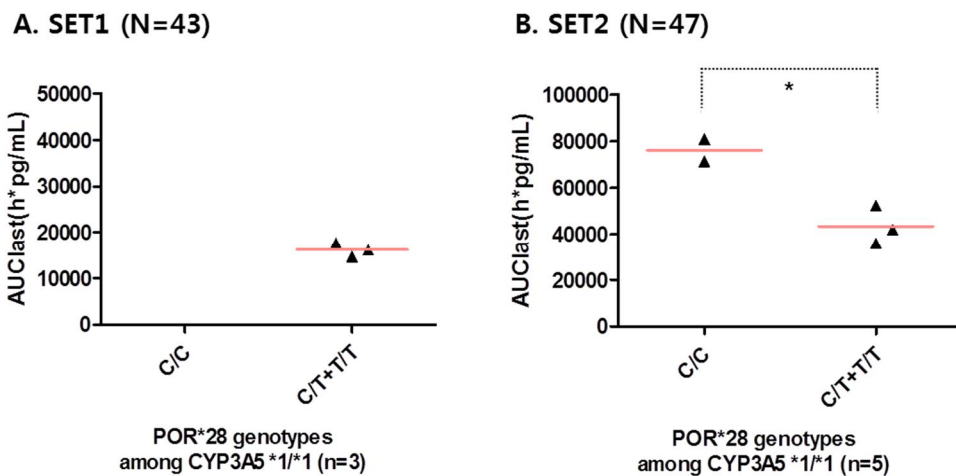 A. SET1 (N=43)
AUClast(h*pg/mL)
50000
40000
30000
20000
10000
0
C/C
C/T+T/T
POR*28 genotypes
among CYP3A5 *1/*1 (n=3)
B. SET2 (N=47)
*
AUClast(h*pg/mL)
100000
80000
60000
40000
20000
0
C/C
C/T+T/T
POR*28 genotypes
among CYP3A5 *1/*1 (n=5)